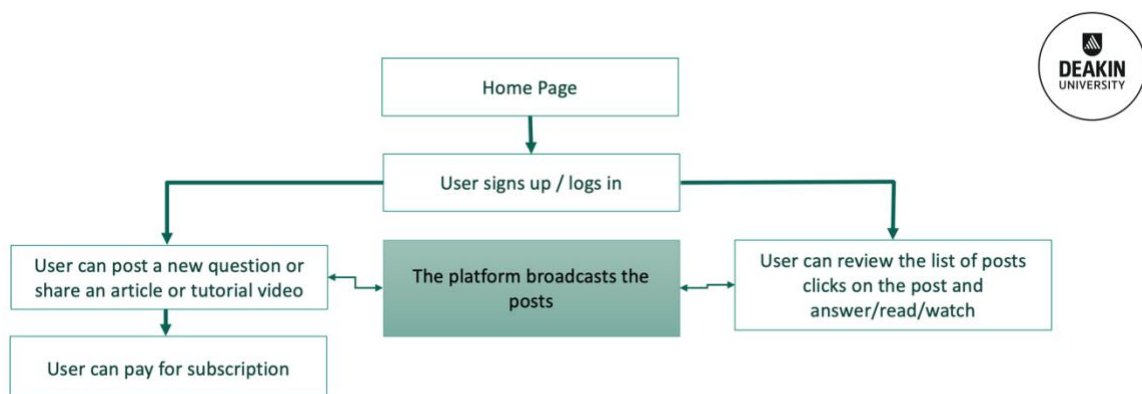 DEAKIN
UNIVERSITY
Home Page
User signs up / logs in
User can post a new question or
share an article or tutorial video
The platform broadcasts the
posts
User can review the list of posts
clicks on the post and
answer/read/watch
User can pay for subscription